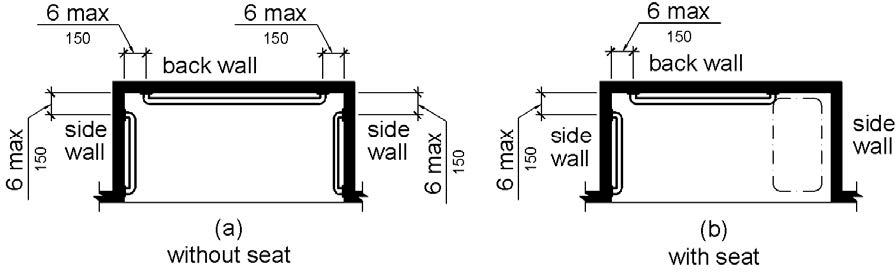 6 max
150
6 max
150
back wall
side
wall
6 max
150
side
wall
6 max
150
(a)
without seat
6 max
150
back wall
side
wall
6 max
150
side
wall
(b)
with seat